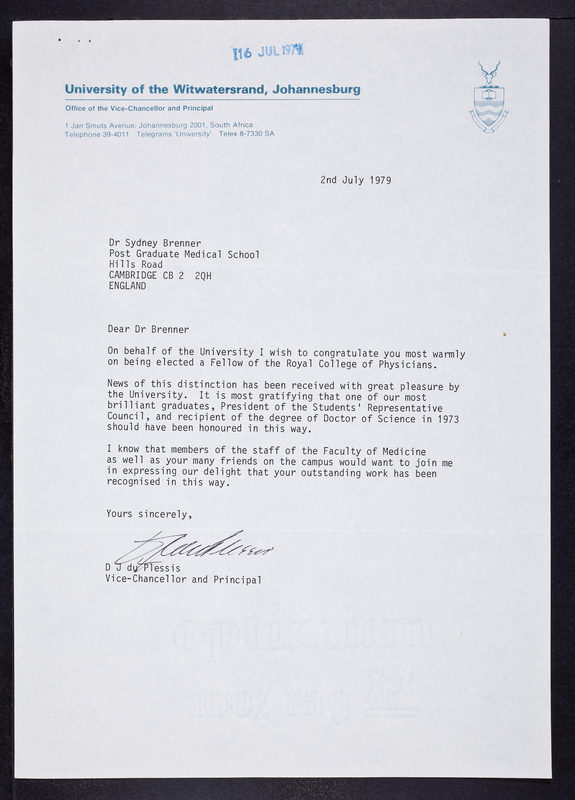 16 JUL 1979
University of the Witwatersrand, Johannesburg
Office of the Vice-Chancellor and Principal
1 Jan Smuts Avenue, Johannesburg 2001, South Africa
Telephone 39-4011 Telegrams 'University' Telex 8-7330 SA
2nd July 1979
Dr Sydney Brenner
Post Graduate Medical School
Hills Road
CAMBRIDGE CB 2 2QH
ENGLAND
Dear Dr Brenner
On behalf of the University I wish to congratulate you most warmly
on being elected a Fellow of the Royal College of Physicians.
News of this distinction has been received with great pleasure by
the University. It is most gratifying that one of our most
brilliant graduates, President of the Students' Representative
Council, and recipient of the degree of Doctor of Science in 1973
should have been honoured in this way.
I know that members of the staff of the Faculty of Medicine
as well as your many friends on the campus would want to join me
in expressing our delight that your outstanding work has been
recognised in this way.
Yours sincerely,
D J du Plessis
Vice-Chancellor and Principal